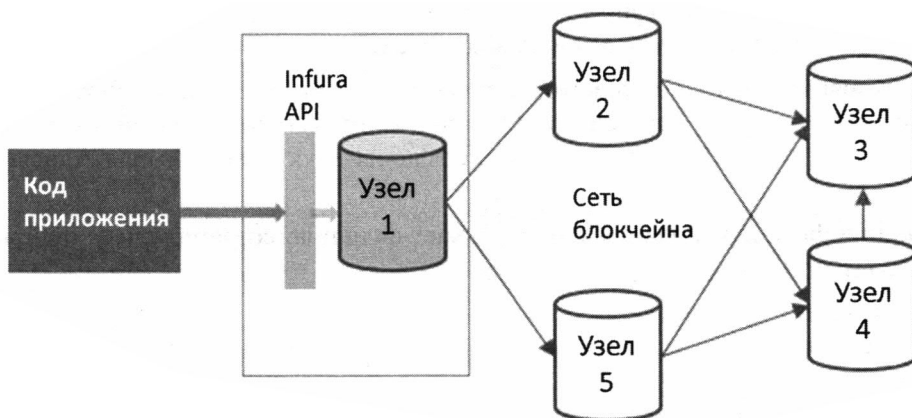 Infura
API
Код
приложения
Узел
1
Узел
2
Узел
3
Сеть
блокчейна
Узел
4
Узел
5